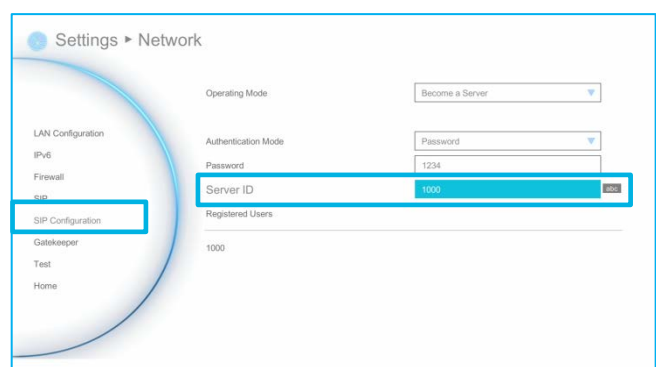 Settings ▸ Network
Operating Mode Become a Server
LAN Configuration
IPv6
Firewall
SIP
SIP Configuration
Gatekeeper
Test
Home
Authentication Mode Password
Password 1234
Server ID 1000 abc
Registered Users
1000